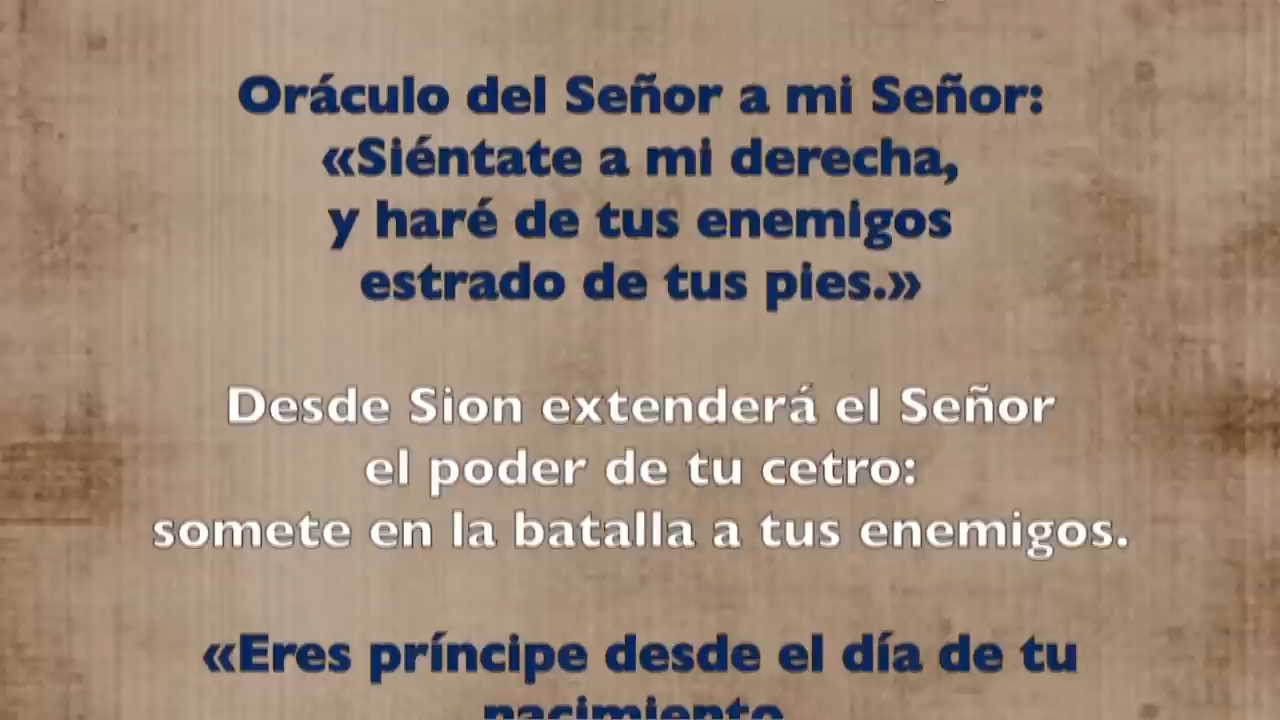 Oráculo del Señor a mi Señor:
«Siéntate a mi derecha,
y haré de tus enemigos
estrado de tus pies.»
Desde Sion extenderá el Señor
el poder de tu cetro:
somete en la batalla a tus enemigos.
«Eres príncipe desde el día de tu
nacimiento